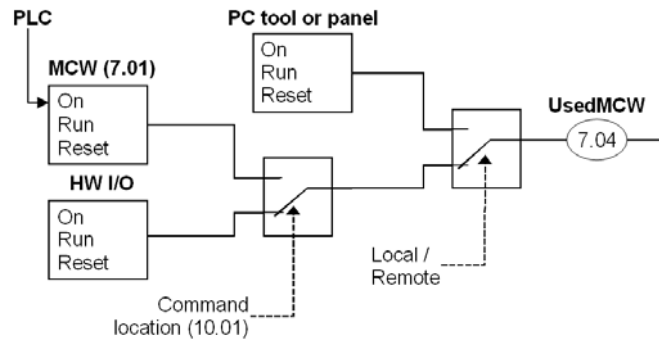 PLC
PC tool or panel
MCW (7.01)
On
Run
Reset
On
Run
Reset
UsedMCW
7.04
HW I/O
On
Run
Reset
Local /
Remote
Command
location (10.01)